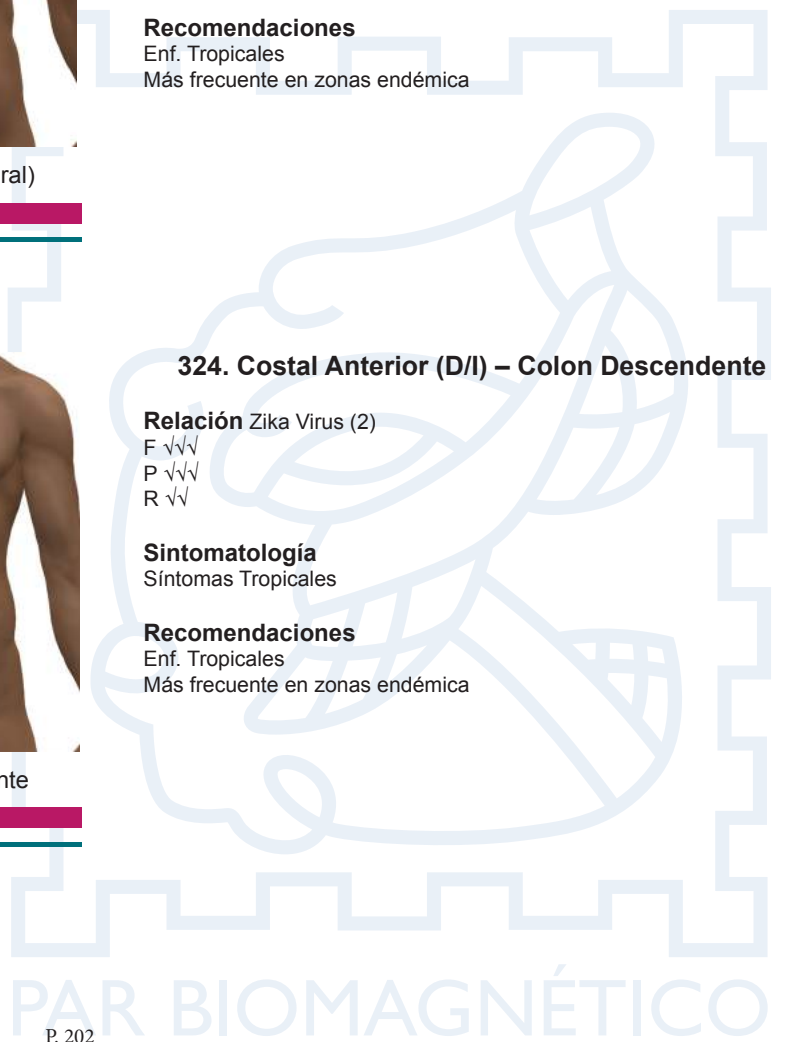 Recomendaciones
Enf. Tropicales
Más frecuente en zonas endémica
ral)
324. Costal Anterior (D/I) – Colon Descendente
Relación Zika Virus (2)
F √√√
P √√√
R √√
Sintomatología
Síntomas Tropicales
Recomendaciones
Enf. Tropicales
Más frecuente en zonas endémica
nte
PAR BIOMAGNÉTICO
P. 202